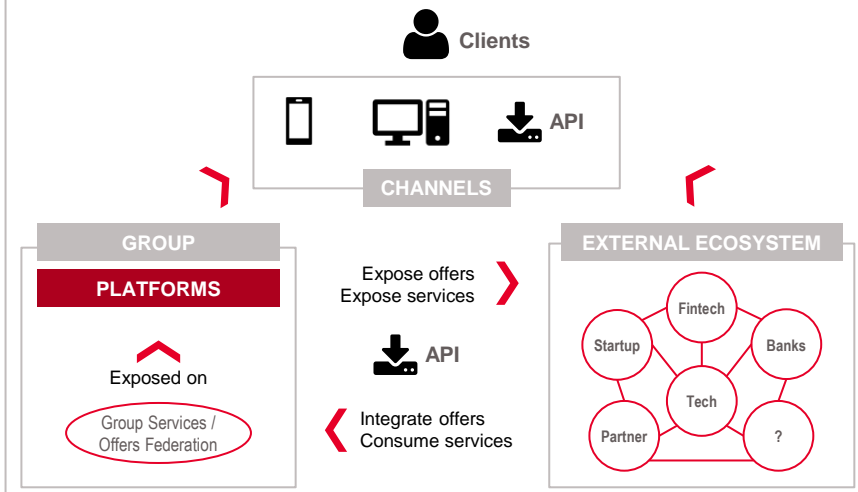 Clients
API
CHANNELS
GROUP
PLATFORMS
Exposed on
Group Services /
Offers Federation
Expose offers
Expose services
API
Integrate offers
Consume services
EXTERNAL ECOSYSTEM
Fintech
Startup
Banks
Tech
Partner
?